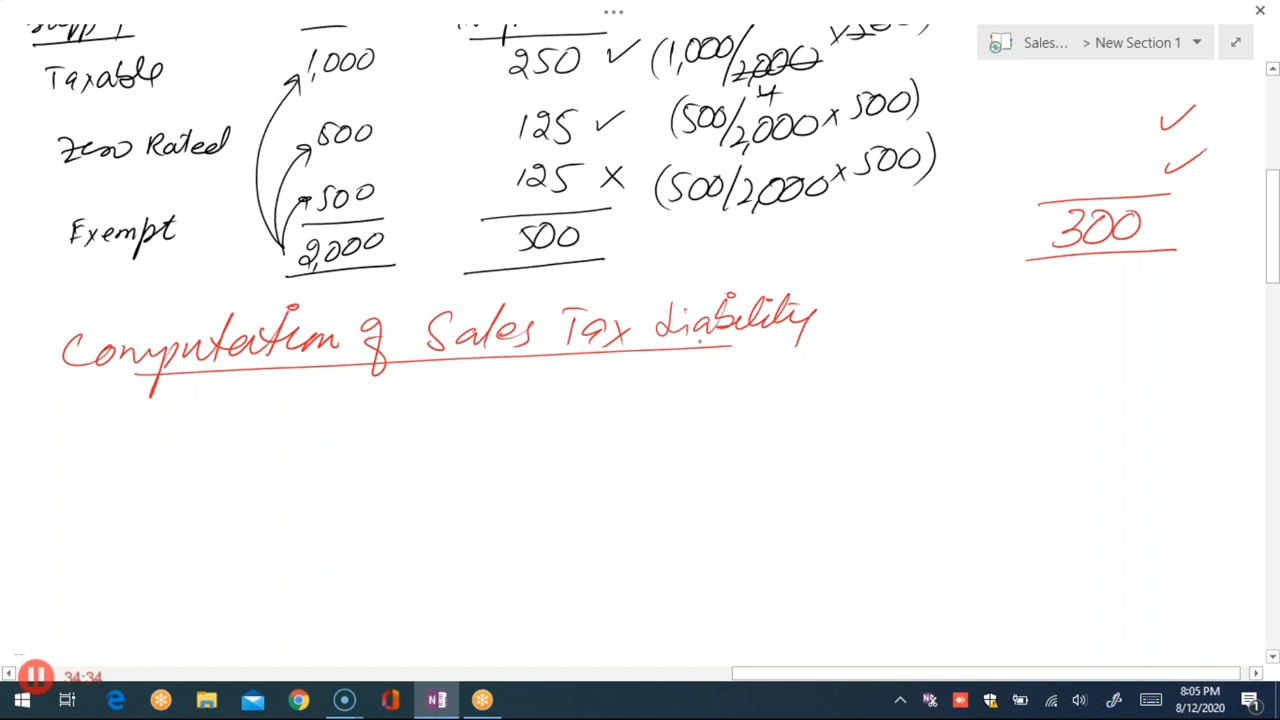 Sales... > New Section 1
Taxable 1,000 250 ✓ (1,000/2,000
Zero Rated 500 125 ✓ (500/2,000 × 500)
Exempt 500 125 × (500/2,000 × 500)
2,000 500
300
Computation of Sales Tax Liability
34:34
8:05 PM
8/12/2020